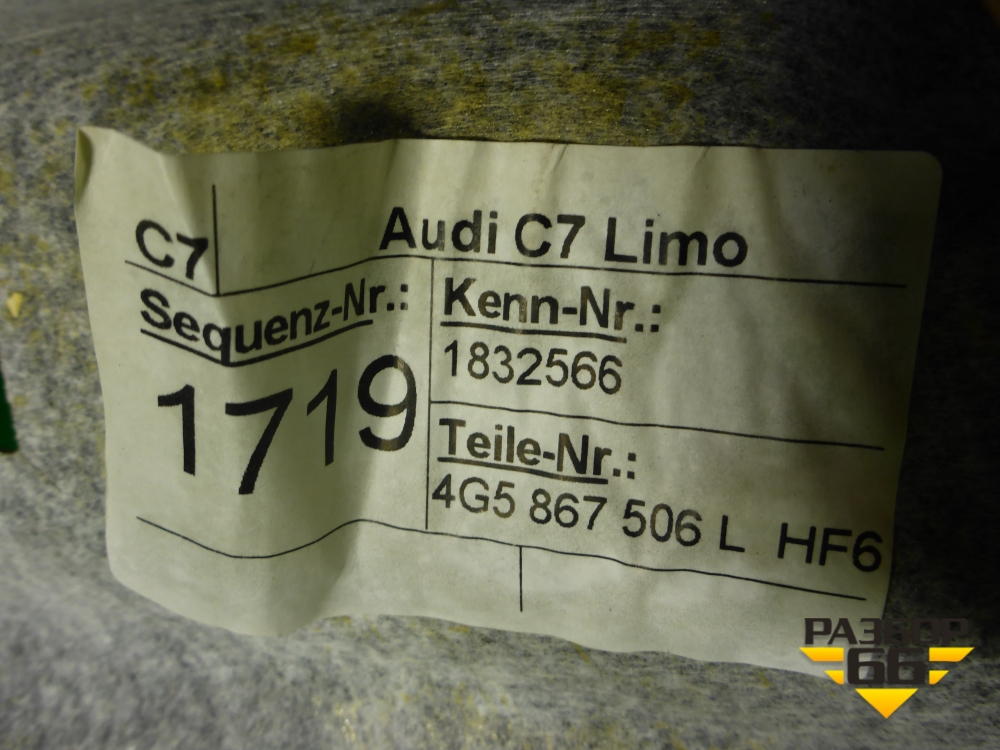 C7
Audi C7 Limo
Sequenz-Nr.:
1719
Kenn-Nr.:
1832566
Teile-Nr.:
4G5 867 506 L HF6
РАЗБОР
66